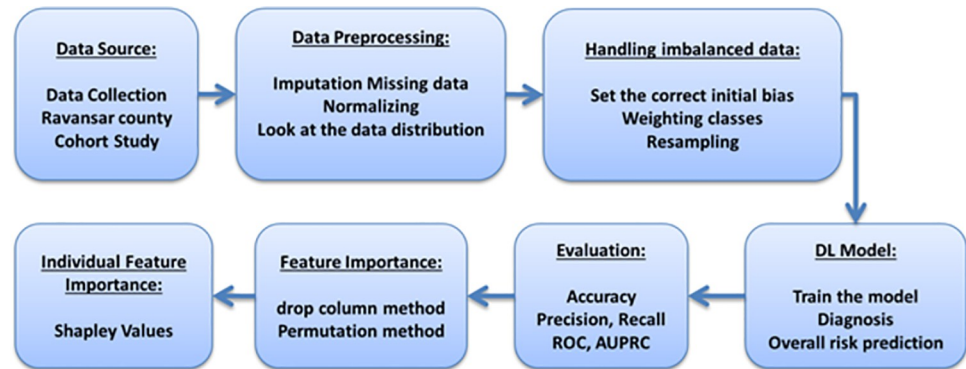 Data Source:
Data Collection
Ravansar county
Cohort Study
Data Preprocessing:
Imputation Missing data
Normalizing
Look at the data distribution
Handling imbalanced data:
Set the correct initial bias
Weighting classes
Resampling
DL Model:
Train the model
Diagnosis
Overall risk prediction
Evaluation:
Accuracy
Precision, Recall
ROC, AUPRC
Feature Importance:
drop column method
Permutation method
Individual Feature
Importance:
Shapley Values